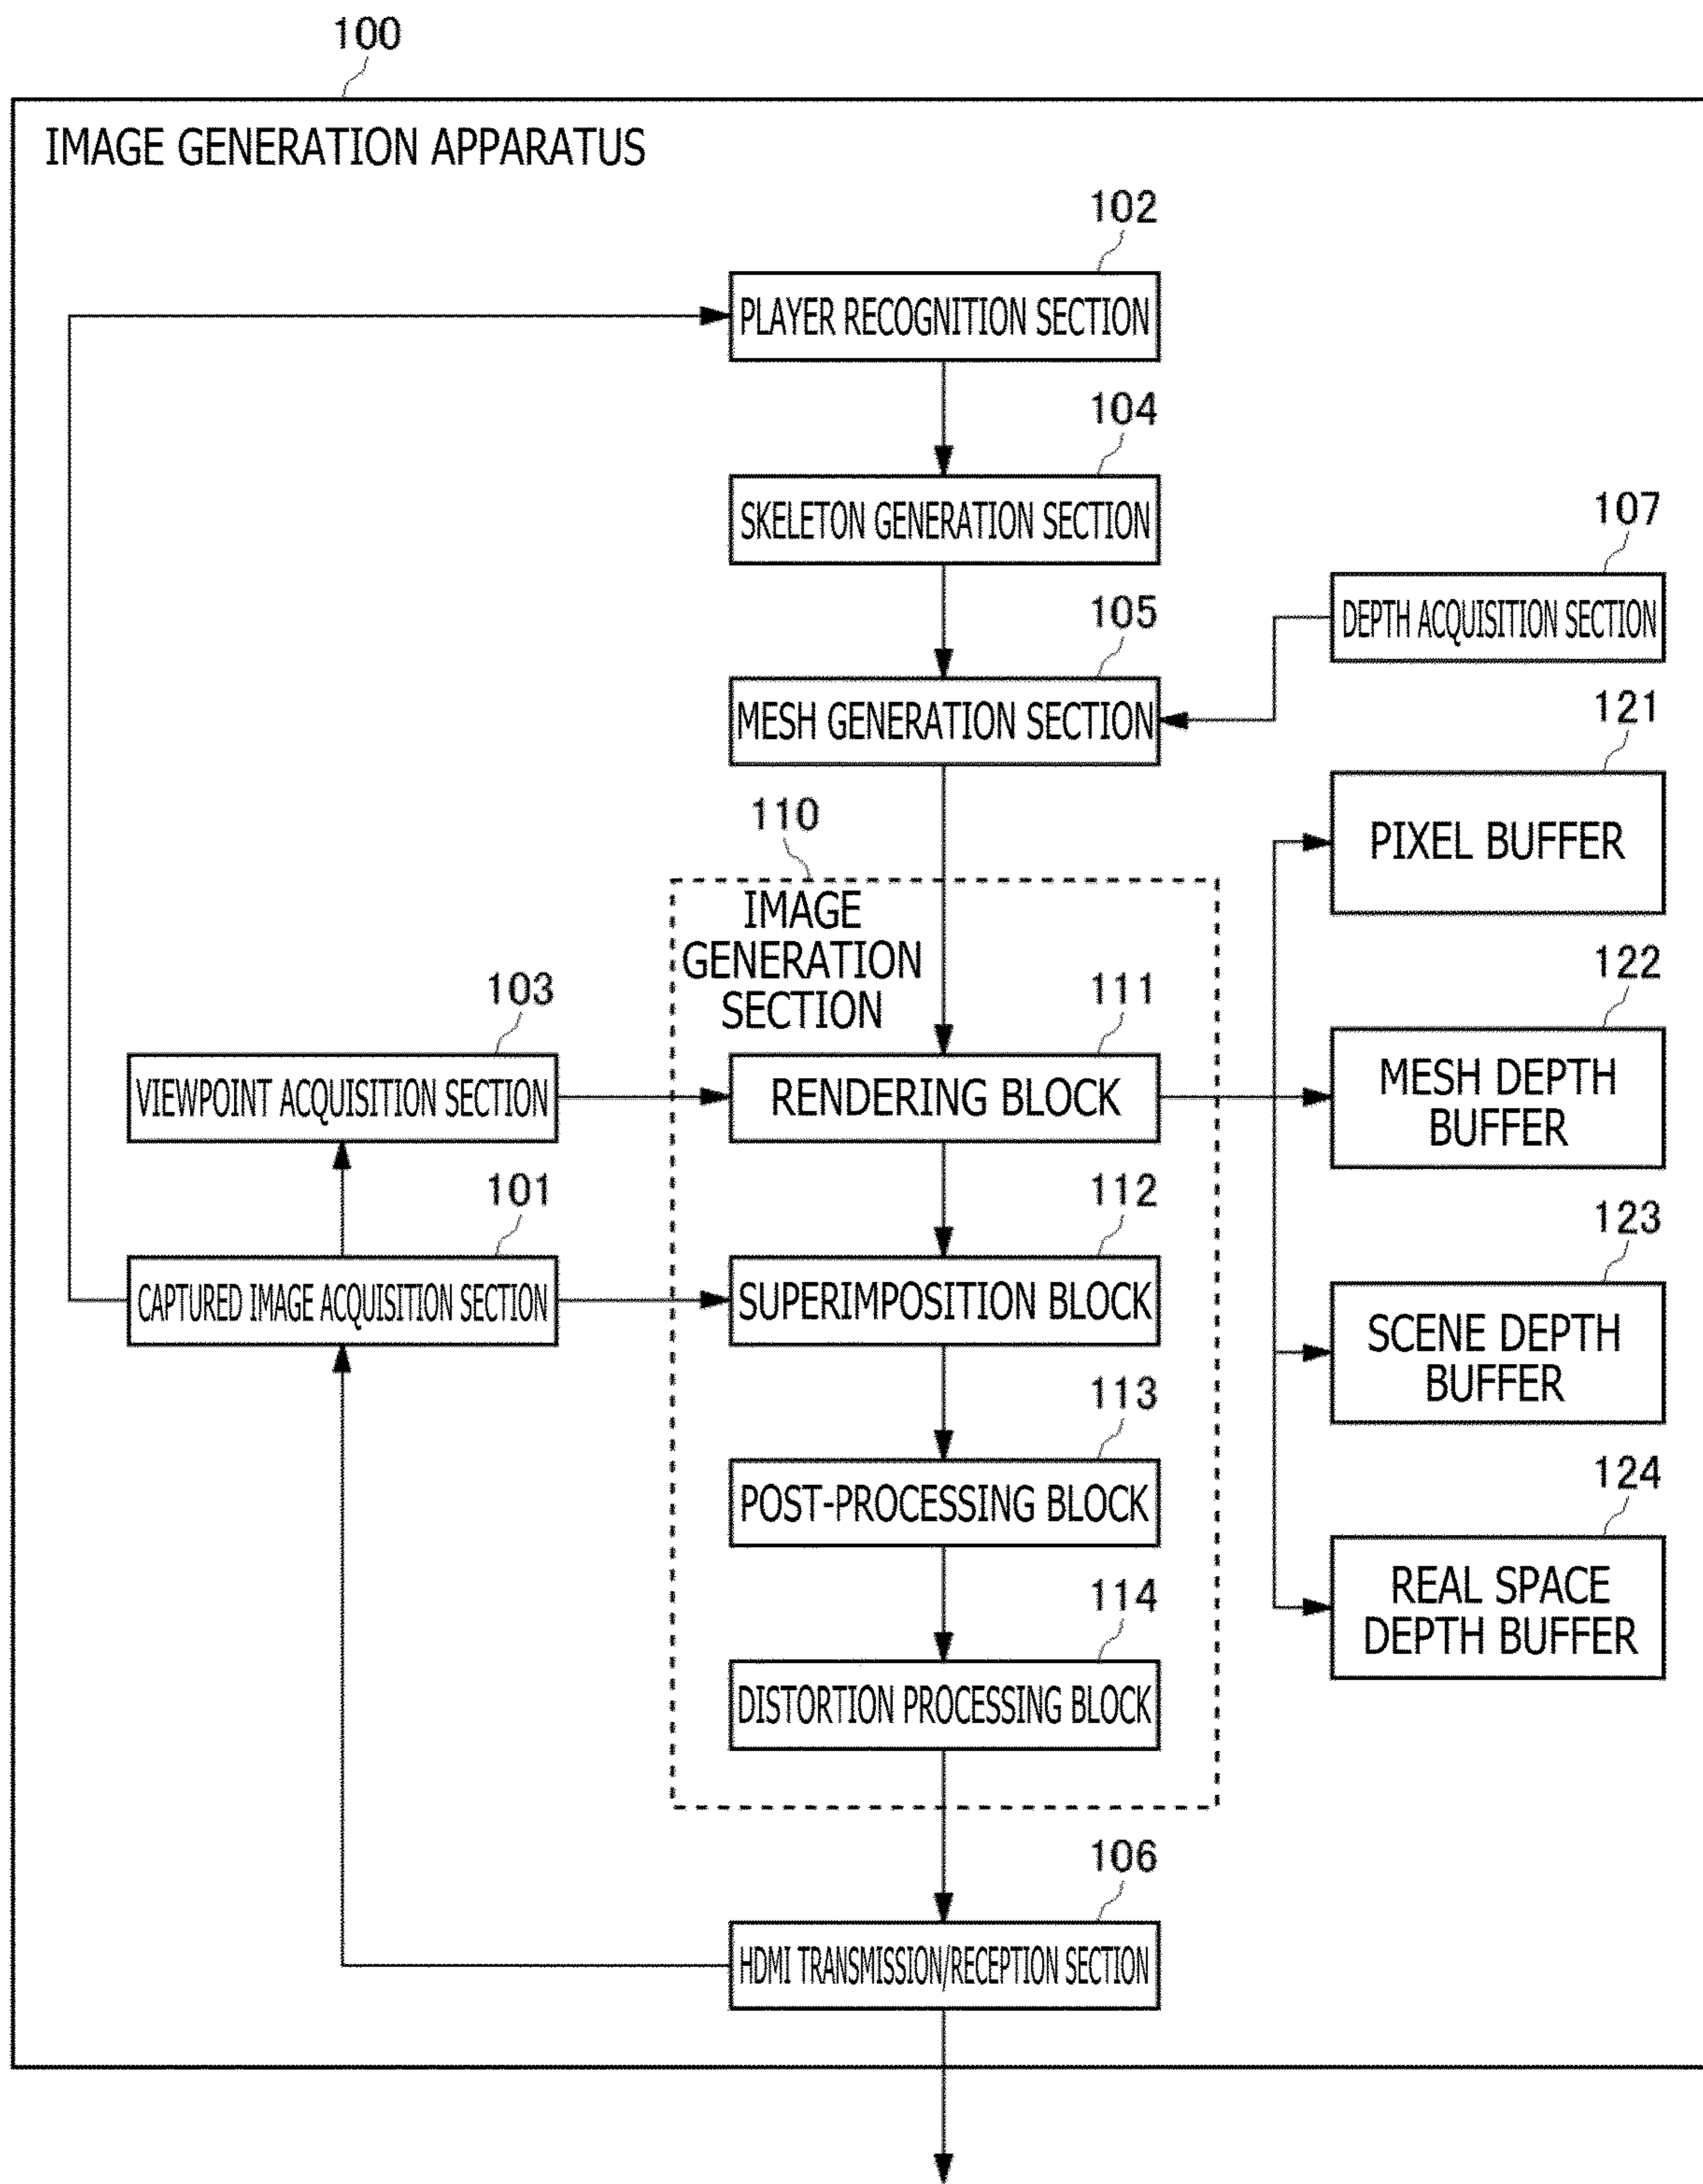 100
IMAGE GENERATION APPARATUS
102
PLAYER RECOGNITION SECTION
104
SKELETON GENERATION SECTION
107
DEPTH ACQUISITION SECTION
105
MESH GENERATION SECTION
121
PIXEL BUFFER
110
IMAGE
GENERATION
SECTION
103
VIEWPOINT ACQUISITION SECTION
111
RENDERING BLOCK
122
MESH DEPTH
BUFFER
101
CAPTURED IMAGE ACQUISITION SECTION
112
SUPERIMPOSITION BLOCK
123
SCENE DEPTH
BUFFER
113
POST-PROCESSING BLOCK
124
REAL SPACE
DEPTH BUFFER
114
DISTORTION PROCESSING BLOCK
106
HDMI TRANSMISSION/RECEPTION SECTION